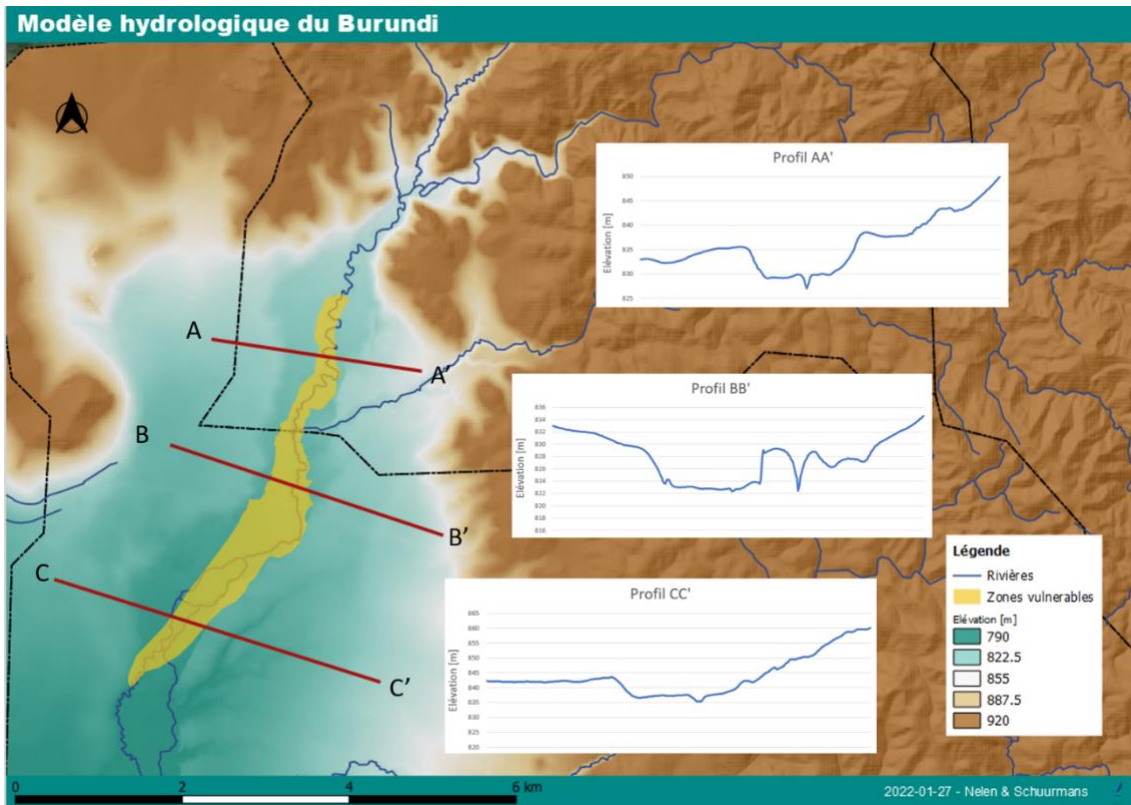 Modèle hydrologique du Burundi
Profil AA'
Elévation [m]
850
845
840
835
830
825
A
A'
Profil BB'
Elévation [m]
836
834
832
830
828
826
824
822
820
818
816
B
B'
Profil CC'
Elévation [m]
865
860
855
850
845
840
835
830
825
820
C
C'
Légende
Rivières
Zones vulnerables
Elévation [m]
790
822.5
855
887.5
920
0
2
4
6 km
2022-01-27 - Nelen & Schuurmans